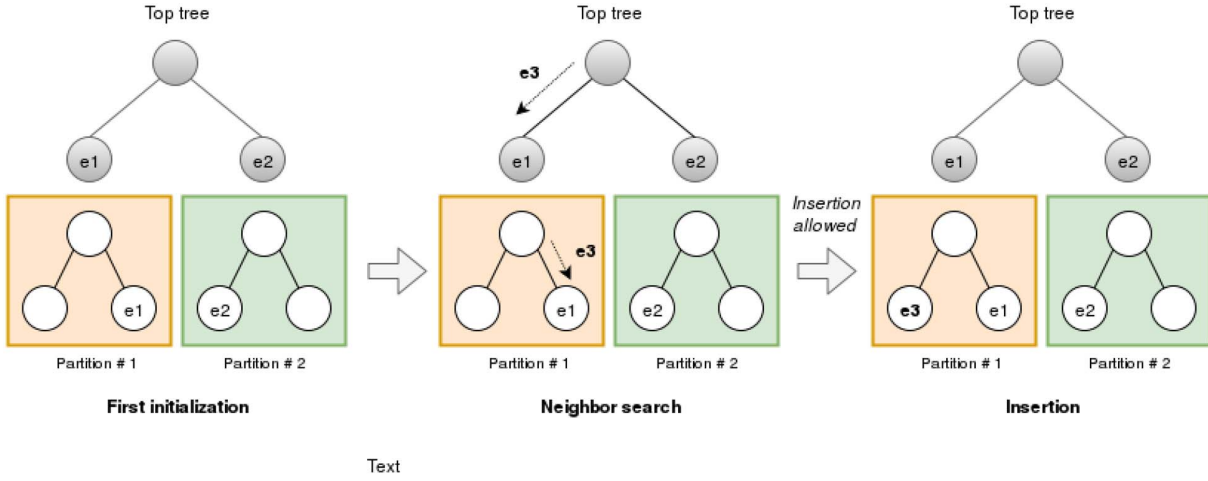 Top tree
Top tree
Top tree
e3
e1
e2
e1
e2
e1
e2
Insertion
allowed
e3
e1
e2
e1
e2
e3
e1
e2
Partition # 1
Partition # 2
Partition # 1
Partition # 2
Partition # 1
Partition # 2
First initialization
Neighbor search
Insertion
Text